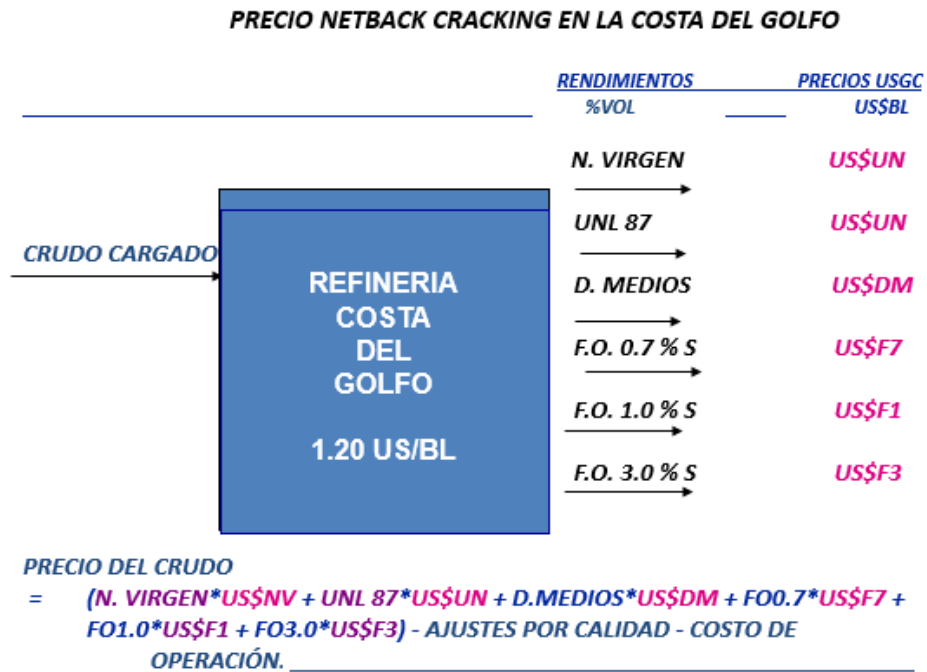 PRECIO NETBACK CRACKING EN LA COSTA DEL GOLFO
RENDIMIENTOS PRECIOS USGC
%VOL US$BL
N. VIRGEN US$UN
UNL 87 US$UN
CRUDO CARGADO
D. MEDIOS US$DM
REFINERIA
COSTA
DEL
GOLFO
1.20 US/BL
F.O. 0.7 % S US$F7
F.O. 1.0 % S US$F1
F.O. 3.0 % S US$F3
PRECIO DEL CRUDO
= (N. VIRGEN*US$NV + UNL 87*US$UN + D.MEDIOS*US$DM + FO0.7*US$F7 +
FO1.0*US$F1 + FO3.0*US$F3) - AJUSTES POR CALIDAD - COSTO DE
OPERACIÓN.